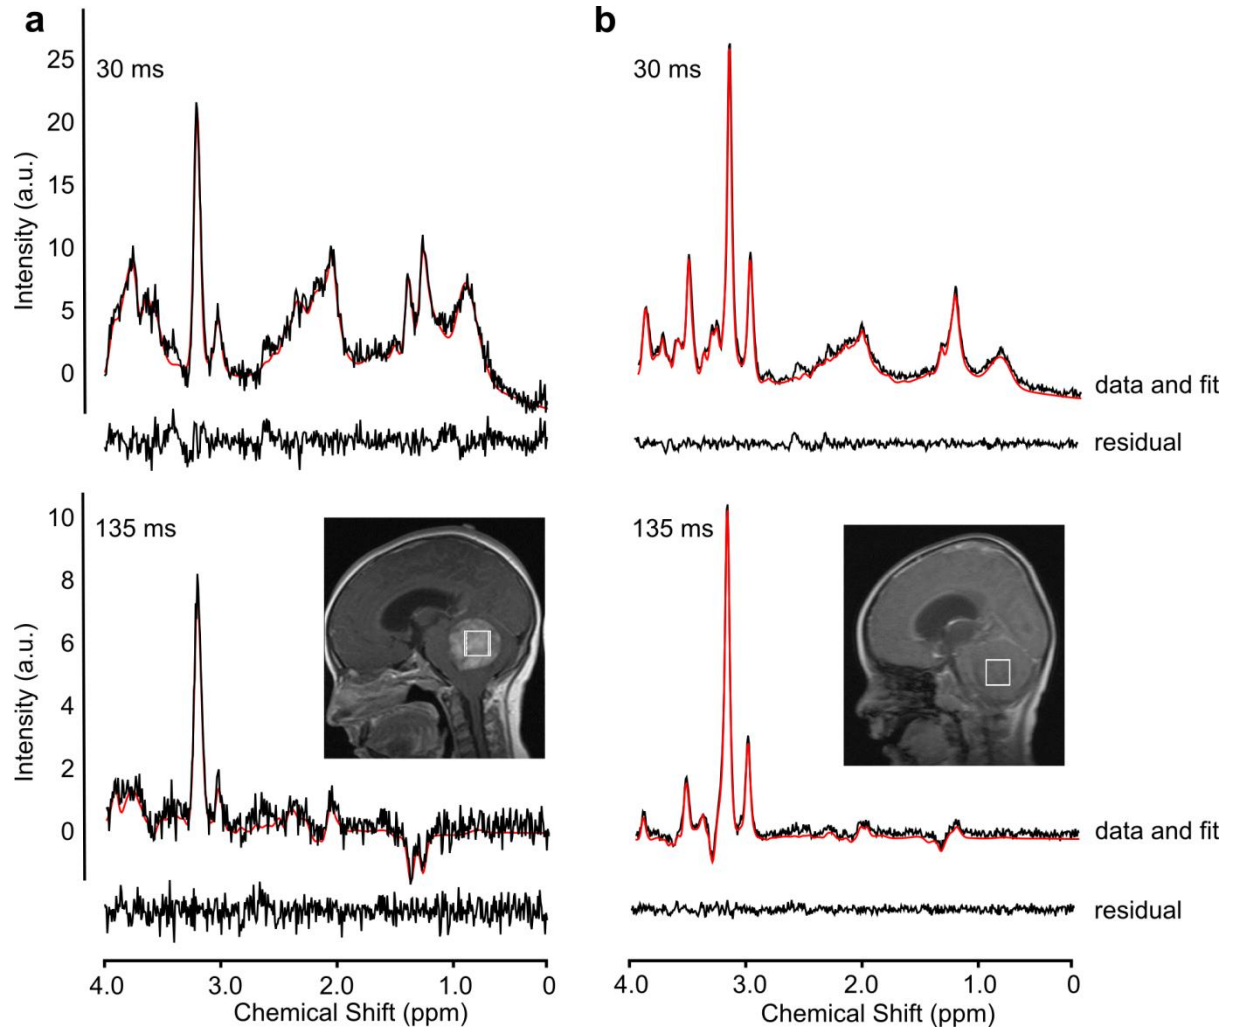 a
b
30 ms
30 ms
25
20
15
10
5
0
Intensity (a.u.)
data and fit
residual
135 ms
135 ms
10
8
6
4
2
0
Intensity (a.u.)
data and fit
residual
4.0 3.0 2.0 1.0 0
Chemical Shift (ppm)
4.0 3.0 2.0 1.0 0
Chemical Shift (ppm)